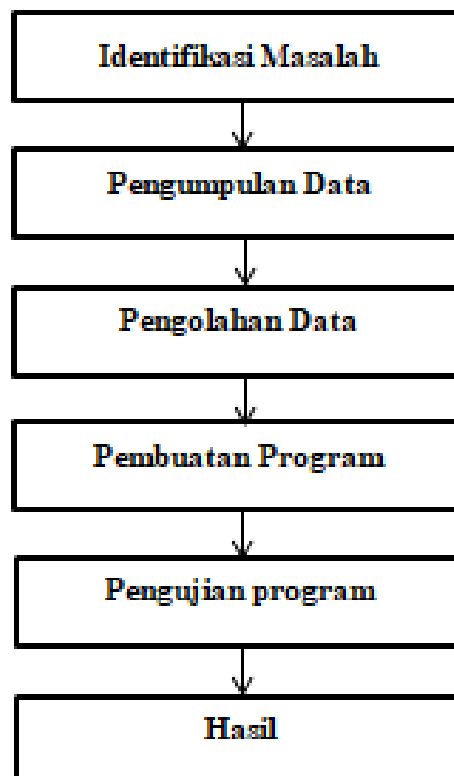 Identifikasi Masalah
Pengumpulan Data
Pengolahan Data
Pembuatan Program
Pengujian program
Hasil